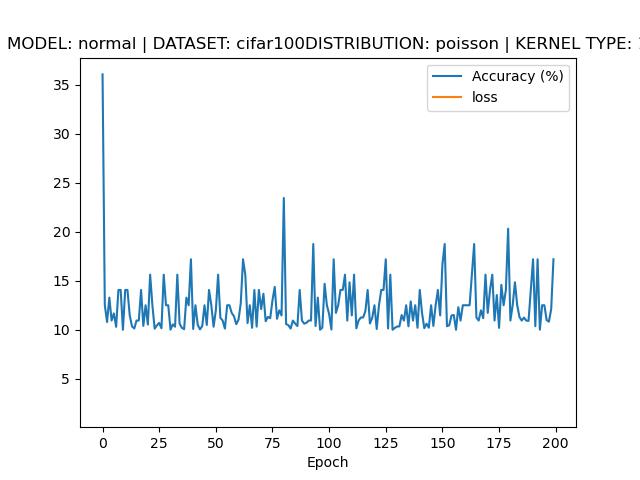 MODEL: normal | DATASET: cifar100DISTRIBUTION: poisson | KERNEL TYPE:
Accuracy (%)
loss
35
30
25
20
15
10
5
0 25 50 75 100 125 150 175 200
Epoch